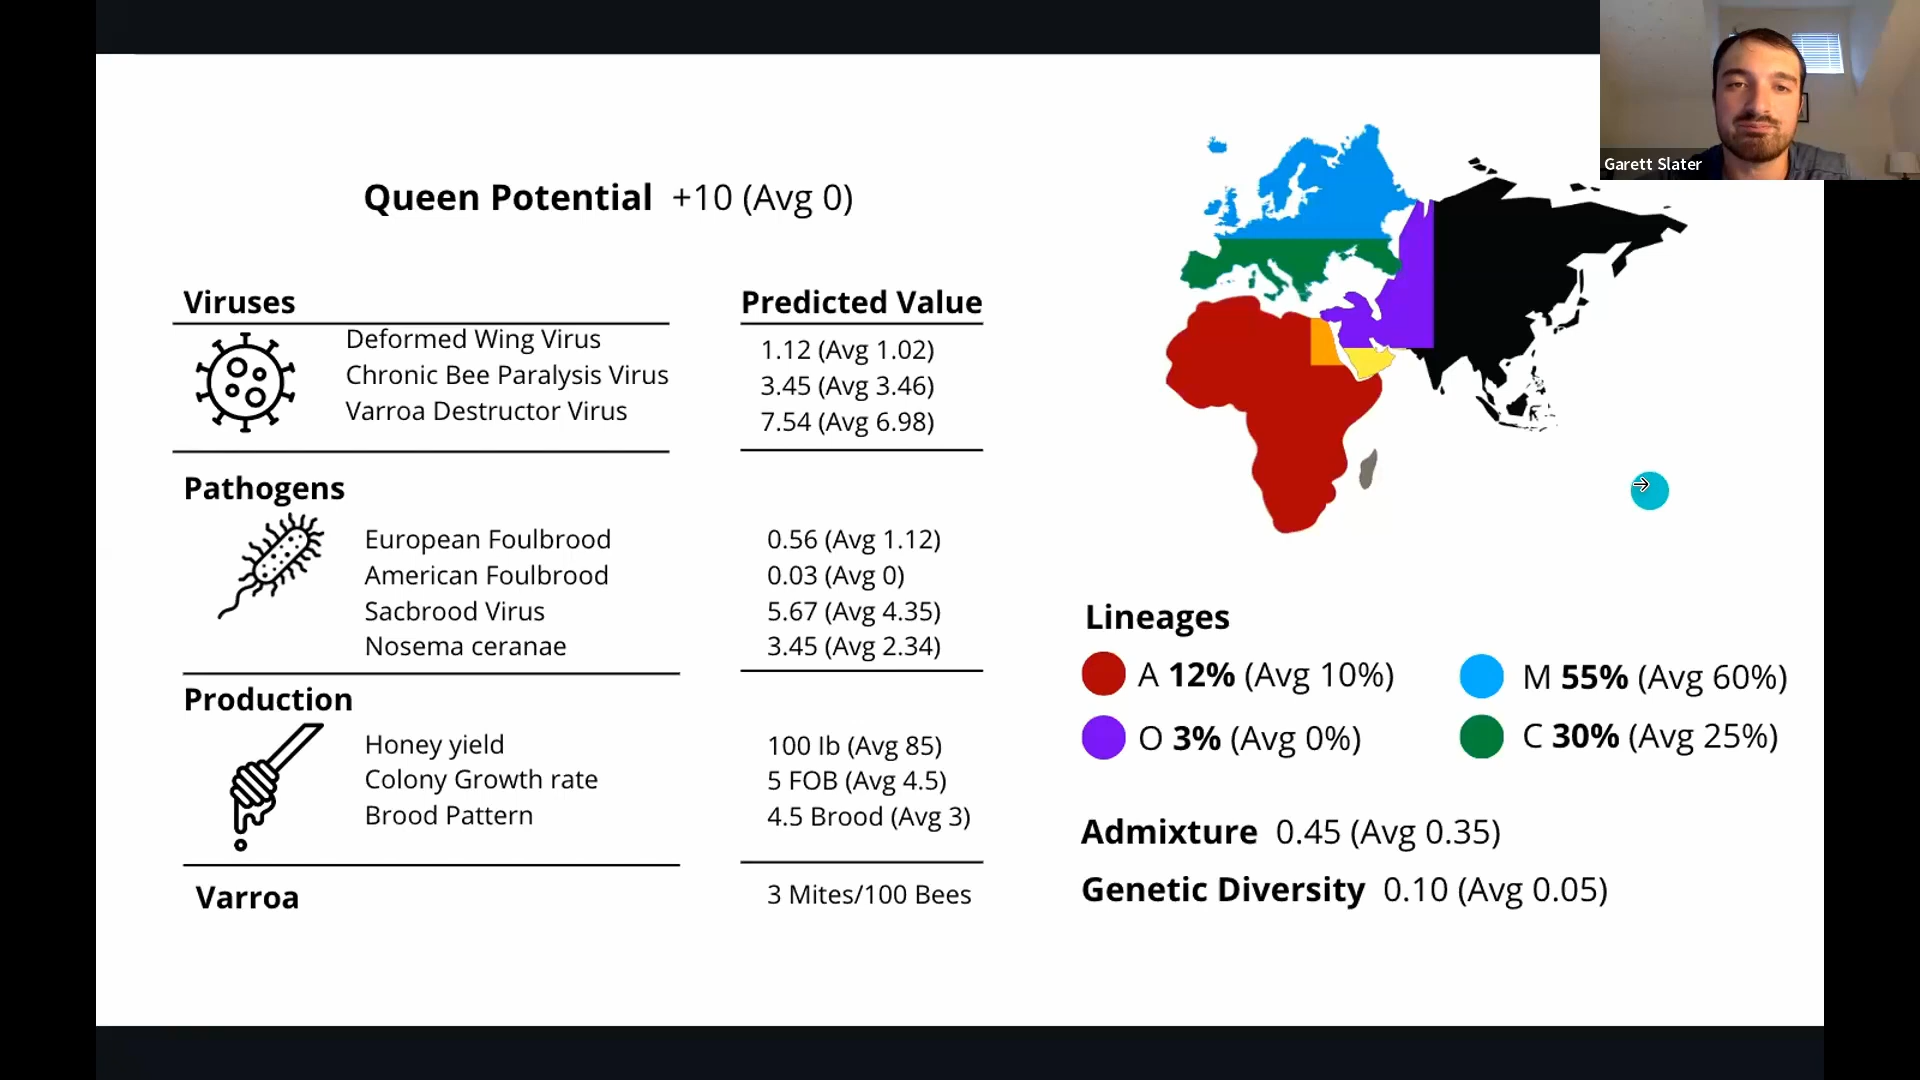 Garett Slater
Queen Potential +10 (Avg 0)
Viruses
Predicted Value
Deformed Wing Virus
1.12 (Avg 1.02)
Chronic Bee Paralysis Virus
3.45 (Avg 3.46)
Varroa Destructor Virus
7.54 (Avg 6.98)
Pathogens
European Foulbrood
0.56 (Avg 1.12)
American Foulbrood
0.03 (Avg 0)
Sacbrood Virus
5.67 (Avg 4.35)
Nosema ceranae
3.45 (Avg 2.34)
Production
Honey yield
100 lb (Avg 85)
Colony Growth rate
5 FOB (Avg 4.5)
Brood Pattern
4.5 Brood (Avg 3)
Varroa
3 Mites/100 Bees
Lineages
A 12% (Avg 10%)
M 55% (Avg 60%)
O 3% (Avg 0%)
C 30% (Avg 25%)
Admixture 0.45 (Avg 0.35)
Genetic Diversity 0.10 (Avg 0.05)